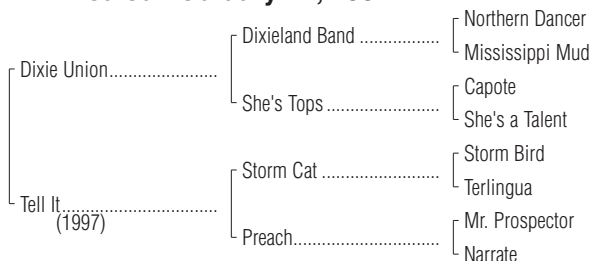 Northern Dancer
Dixieland Band
Mississippi Mud
Dixie Union
Capote
She's Tops
She's a Talent
Storm Bird
Storm Cat
Terlingua
Tell It
(1997)
Mr. Prospector
Preach
Narrate